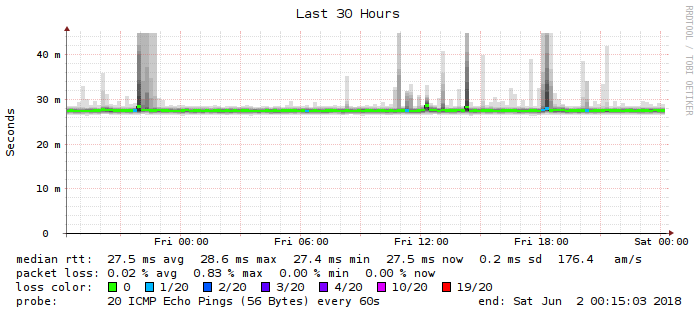 Last 30 Hours
RRDTOOL / TOBI OETIKER
Seconds
40 m
30 m
20 m
10 m
0
Fri 00:00 Fri 06:00 Fri 12:00 Fri 18:00 Sat 00:00
median rtt: 27.5 ms avg 28.6 ms max 27.4 ms min 27.5 ms now 0.2 ms sd 176.4 am/s
packet loss: 0.02 % avg 0.83 % max 0.00 % min 0.00 % now
loss color: 0 1/20 2/20 3/20 4/20 10/20 19/20
probe: 20 ICMP Echo Pings (56 Bytes) every 60s end: Sat Jun 2 00:15:03 2018